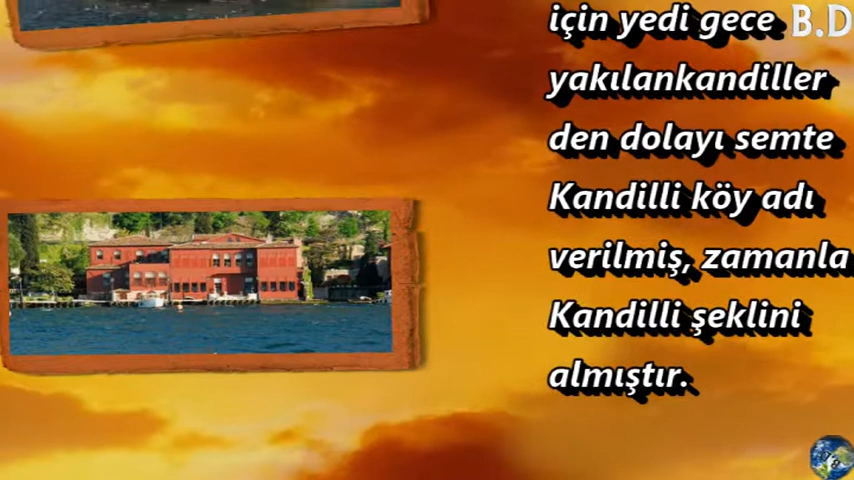 için yedi gece
B.D
yakılankandiller
den dolayı semte
Kandilli köy adı
verilmiş, zamanla
Kandilli şeklini
almıştır.